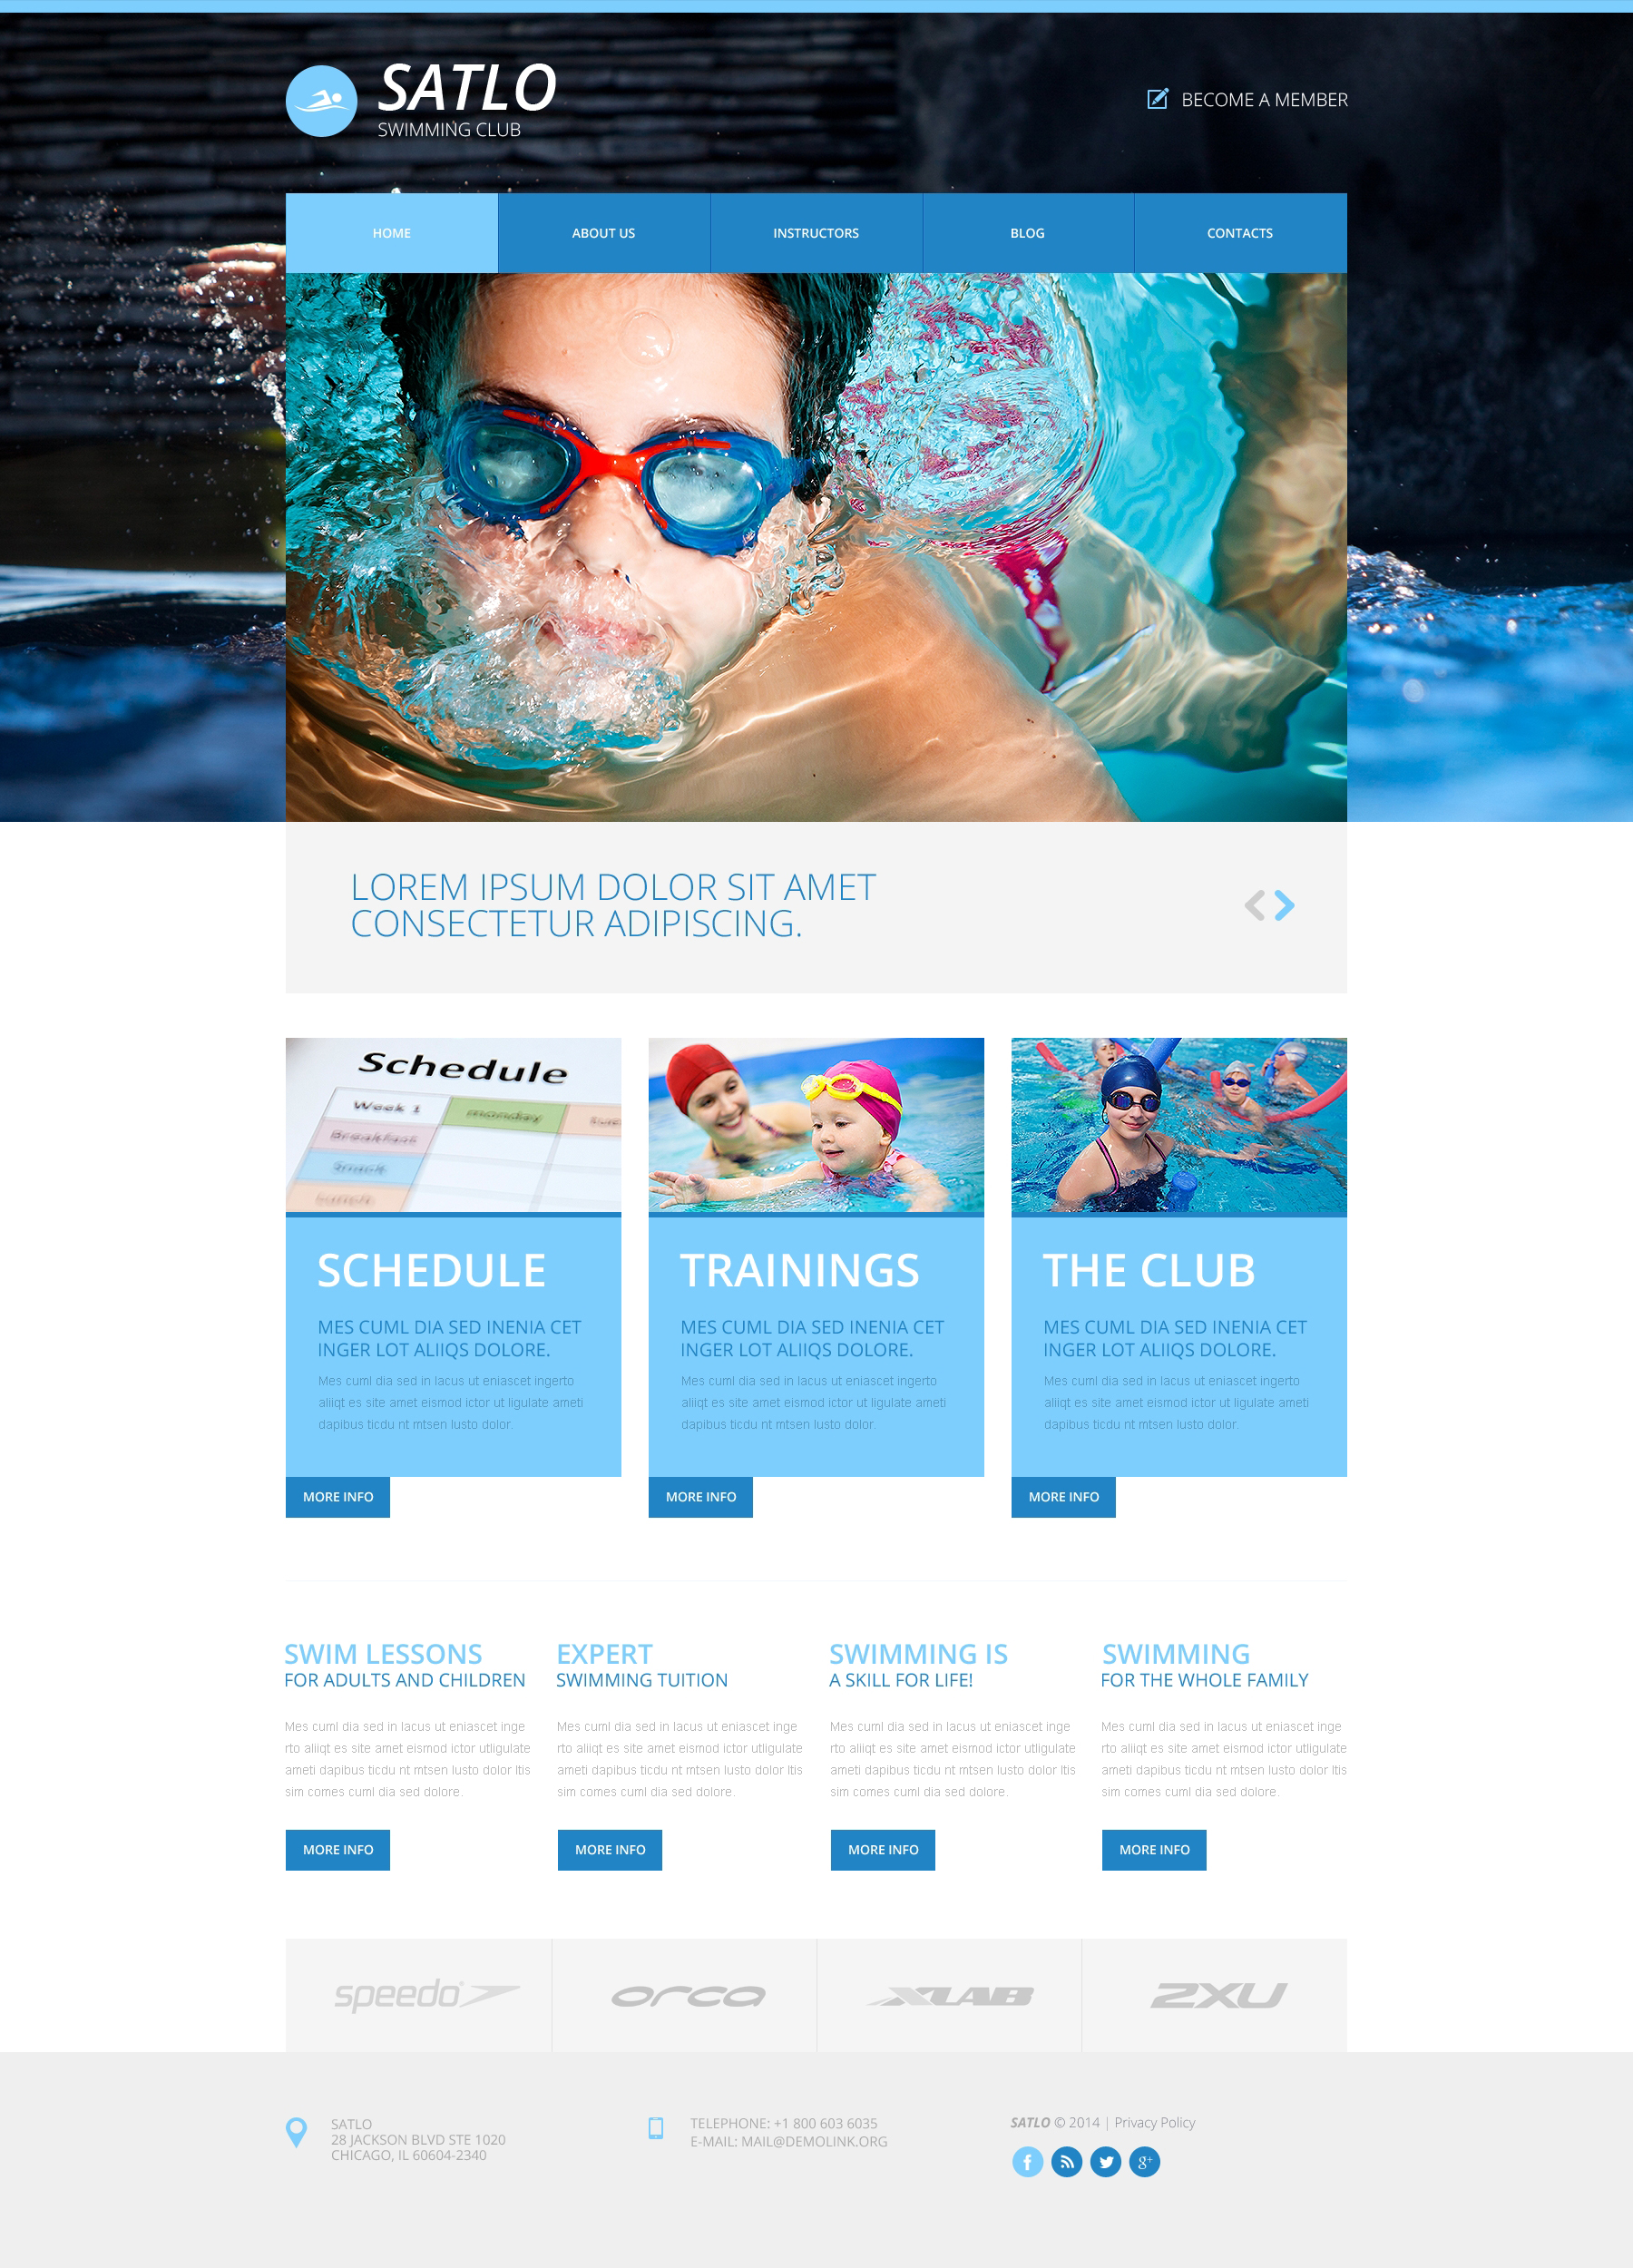 SATLO
SWIMMING CLUB
BECOME A MEMBER
HOME
ABOUT US
INSTRUCTORS
BLOG
CONTACTS
LOREM IPSUM DOLOR SIT AMET
CONSECTETUR ADIPISCING.
Schedule
Week 1
monday
tue
Breakfast
Snack
Lunch
SCHEDULE
MES CUML DIA SED INENIA CET
INGER LOT ALIIQS DOLORE.
Mes cuml dia sed in lacus ut eniascet ingerto
aliiqt es site amet eismod ictor ut ligulate ameti
dapibus ticdu nt mtsen lusto dolor.
MORE INFO
TRAININGS
MES CUML DIA SED INENIA CET
INGER LOT ALIIQS DOLORE.
Mes cuml dia sed in lacus ut eniascet ingerto
aliiqt es site amet eismod ictor ut ligulate ameti
dapibus ticdu nt mtsen lusto dolor.
MORE INFO
THE CLUB
MES CUML DIA SED INENIA CET
INGER LOT ALIIQS DOLORE.
Mes cuml dia sed in lacus ut eniascet ingerto
aliiqt es site amet eismod ictor ut ligulate ameti
dapibus ticdu nt mtsen lusto dolor.
MORE INFO
SWIM LESSONS
FOR ADULTS AND CHILDREN
Mes cuml dia sed in lacus ut eniascet inge
rto aliiqt es site amet eismod ictor utligulate
ameti dapibus ticdu nt mtsen lusto dolor ltis
sim comes cuml dia sed dolore.
MORE INFO
EXPERT
SWIMMING TUITION
Mes cuml dia sed in lacus ut eniascet inge
rto aliiqt es site amet eismod ictor utligulate
ameti dapibus ticdu nt mtsen lusto dolor ltis
sim comes cuml dia sed dolore.
MORE INFO
SWIMMING IS
A SKILL FOR LIFE!
Mes cuml dia sed in lacus ut eniascet inge
rto aliiqt es site amet eismod ictor utligulate
ameti dapibus ticdu nt mtsen lusto dolor ltis
sim comes cuml dia sed dolore.
MORE INFO
SWIMMING
FOR THE WHOLE FAMILY
Mes cuml dia sed in lacus ut eniascet inge
rto aliiqt es site amet eismod ictor utligulate
ameti dapibus ticdu nt mtsen lusto dolor ltis
sim comes cuml dia sed dolore.
MORE INFO
speedo
orca
XLAB
2XU
SATLO
28 JACKSON BLVD STE 1020
CHICAGO, IL 60604-2340
TELEPHONE: +1 800 603 6035
E-MAIL: MAIL@DEMOLINK.ORG
SATLO © 2014 | Privacy Policy